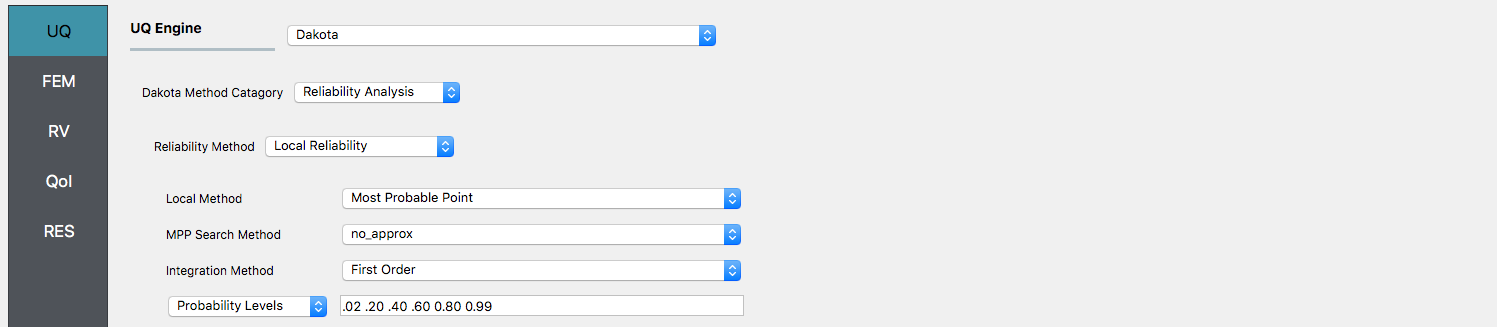 UQ
UQ Engine
Dakota
FEM
Dakota Method Catagory
Reliability Analysis
RV
Reliability Method
Local Reliability
QoI
Local Method
Most Probable Point
RES
MPP Search Method
no_approx
Integration Method
First Order
Probability Levels
.02 .20 .40 .60 0.80 0.99